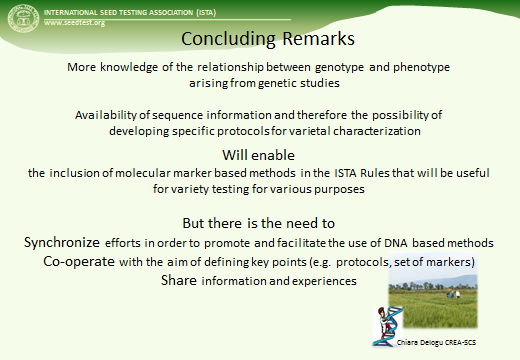 INTERNATIONAL SEED TESTING ASSOCIATION (ISTA)
www.seedtest.org
Concluding Remarks
More knowledge of the relationship between genotype and phenotype
arising from genetic studies
Availability of sequence information and therefore the possibility of
developing specific protocols for varietal characterization
Will enable
the inclusion of molecular marker based methods in the ISTA Rules that will be useful
for variety testing for various purposes
But there is the need to
Synchronize efforts in order to promote and facilitate the use of DNA based methods
Co-operate with the aim of defining key points (e.g. protocols, set of markers)
Share information and experiences
Chiara Delogu CREA-SCS